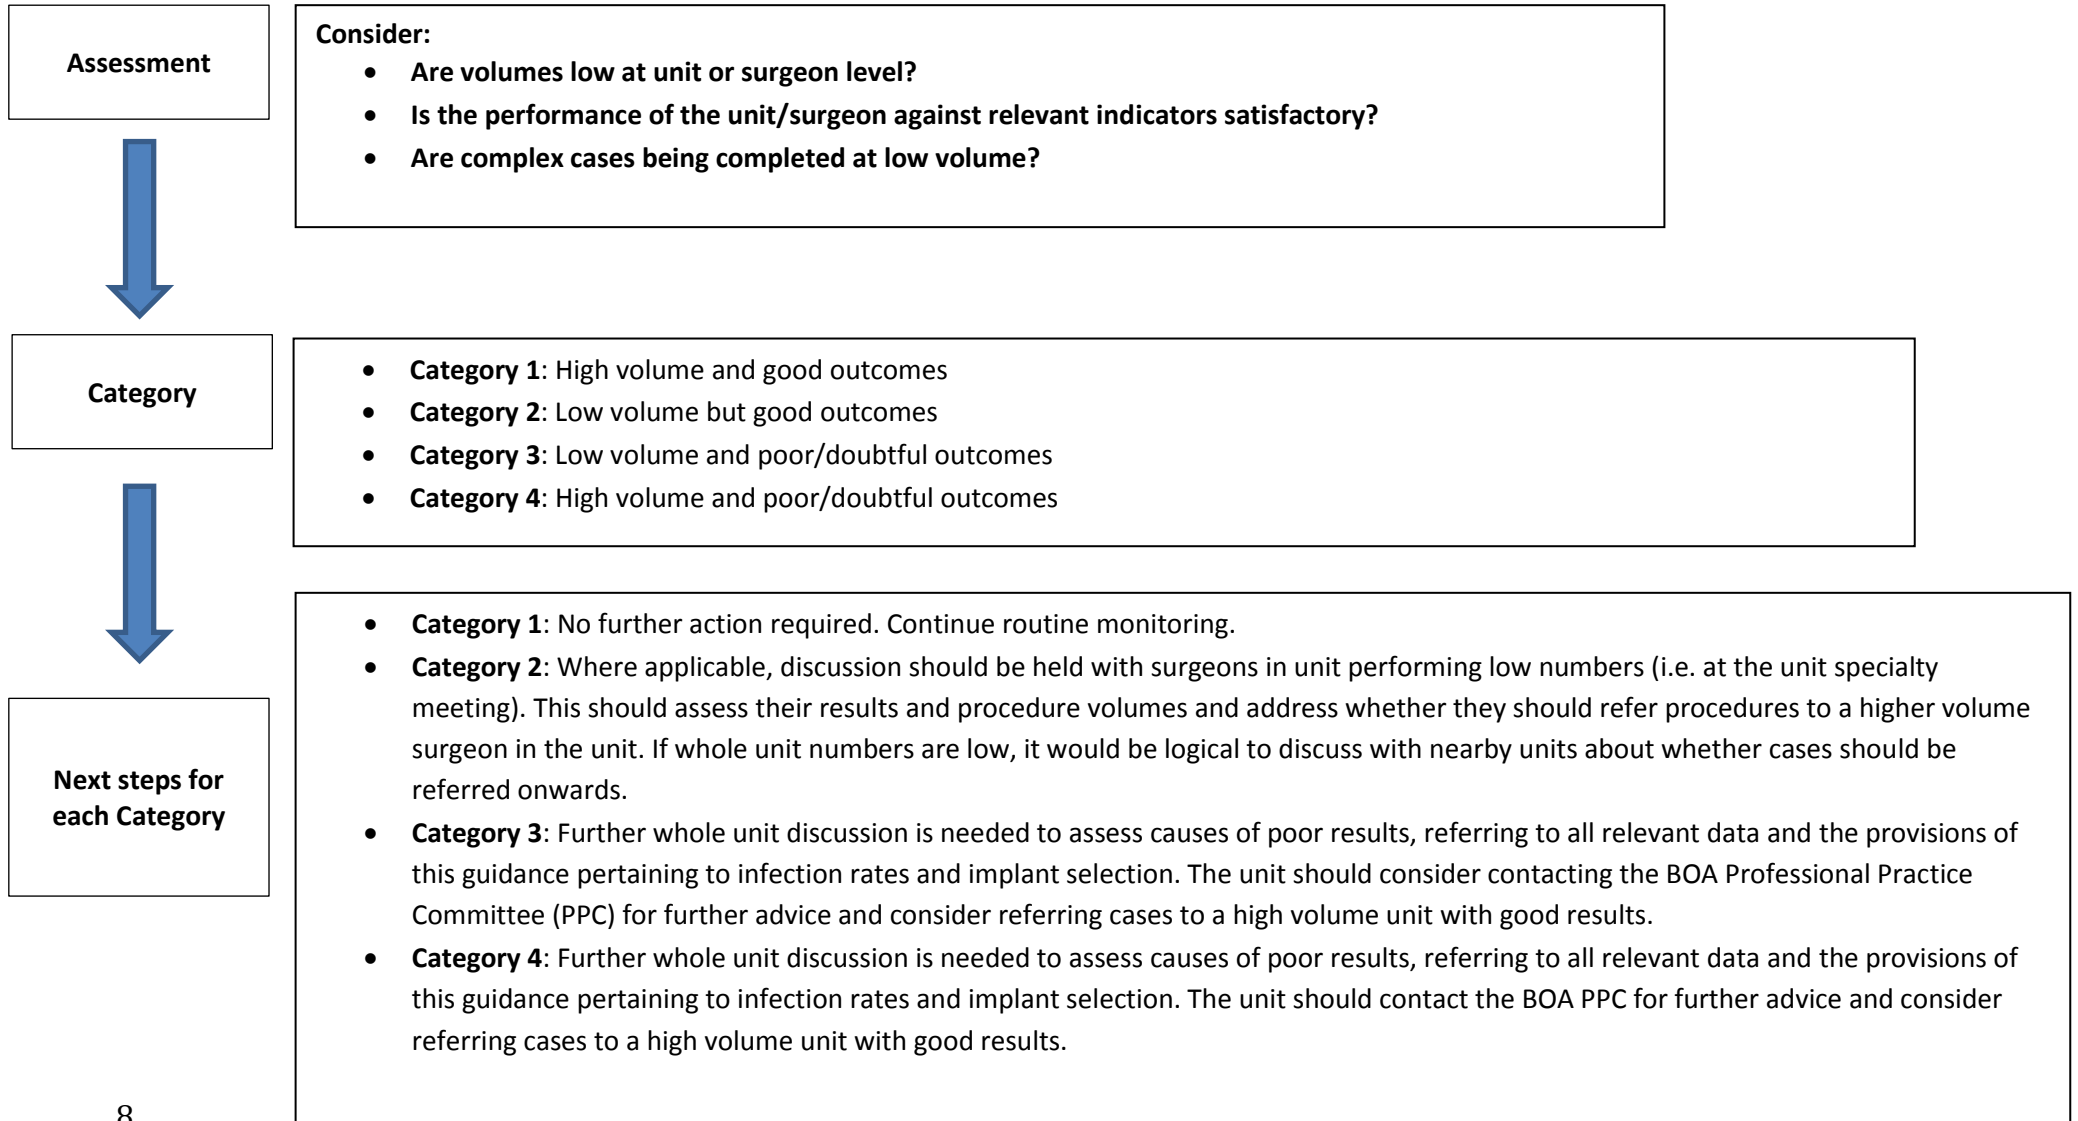 Assessment
Consider:
• Are volumes low at unit or surgeon level?
• Is the performance of the unit/surgeon against relevant indicators satisfactory?
• Are complex cases being completed at low volume?
Category
• Category 1: High volume and good outcomes
• Category 2: Low volume but good outcomes
• Category 3: Low volume and poor/doubtful outcomes
• Category 4: High volume and poor/doubtful outcomes
Next steps for
each Category
• Category 1: No further action required. Continue routine monitoring.
• Category 2: Where applicable, discussion should be held with surgeons in unit performing low numbers (i.e. at the unit specialty
meeting). This should assess their results and procedure volumes and address whether they should refer procedures to a higher volume
surgeon in the unit. If whole unit numbers are low, it would be logical to discuss with nearby units about whether cases should be
referred onwards.
• Category 3: Further whole unit discussion is needed to assess causes of poor results, referring to all relevant data and the provisions of
this guidance pertaining to infection rates and implant selection. The unit should consider contacting the BOA Professional Practice
Committee (PPC) for further advice and consider referring cases to a high volume unit with good results.
• Category 4: Further whole unit discussion is needed to assess causes of poor results, referring to all relevant data and the provisions of
this guidance pertaining to infection rates and implant selection. The unit should contact the BOA PPC for further advice and consider
referring cases to a high volume unit with good results.
8